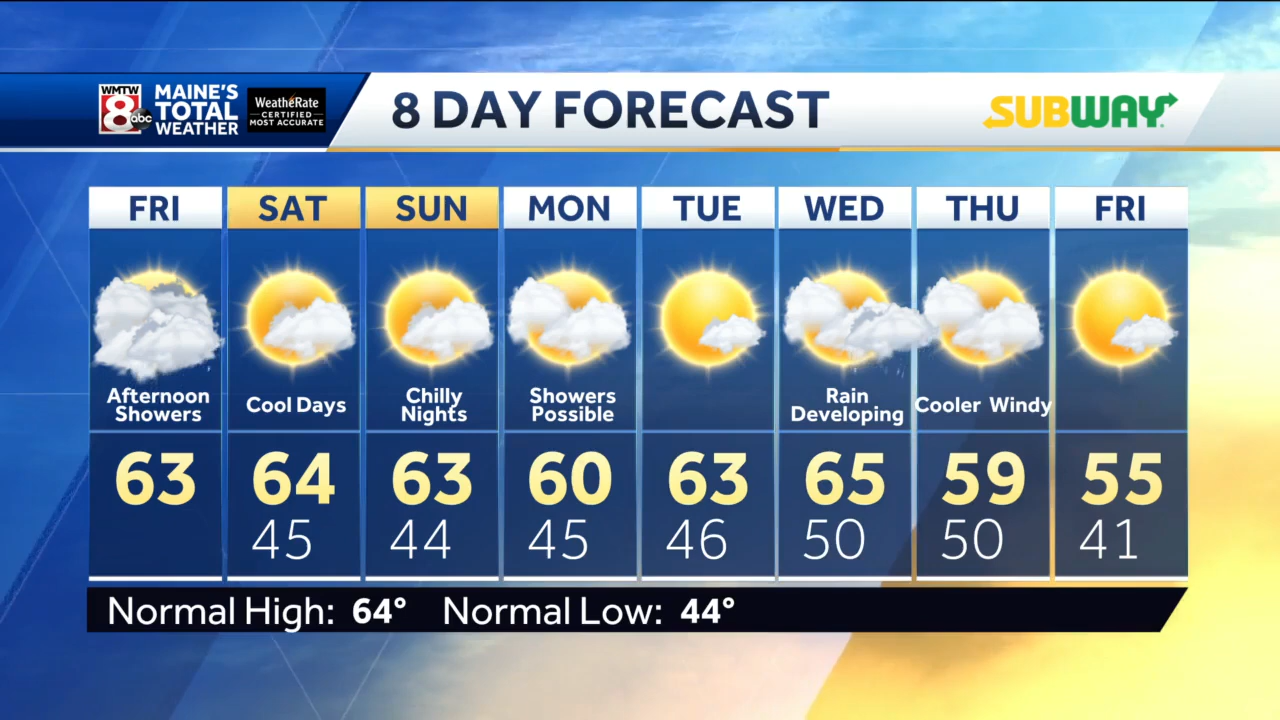 WMTW
8
abc
MAINE'S
TOTAL
WEATHER
WeatheRate
CERTIFIED
MOST ACCURATE
8 DAY FORECAST
SUBWAY
FRI SAT SUN MON TUE WED THU FRI
Afternoon
Showers
Cool Days
Chilly
Nights
Showers
Possible
Rain
Developing
Cooler Windy
63 64 63 60 63 65 59 55
45 44 45 46 50 50 41
Normal High: 64° Normal Low: 44°